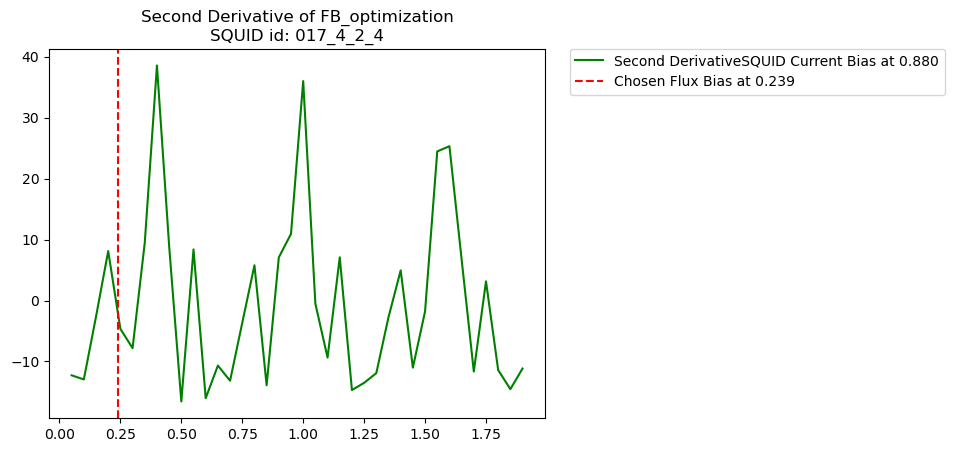 Second Derivative of FB_optimization
SQUID id: 017_4_2_4
Second DerivativeSQUID Current Bias at 0.880
Chosen Flux Bias at 0.239
40
30
20
10
0
−10
0.00 0.25 0.50 0.75 1.00 1.25 1.50 1.75